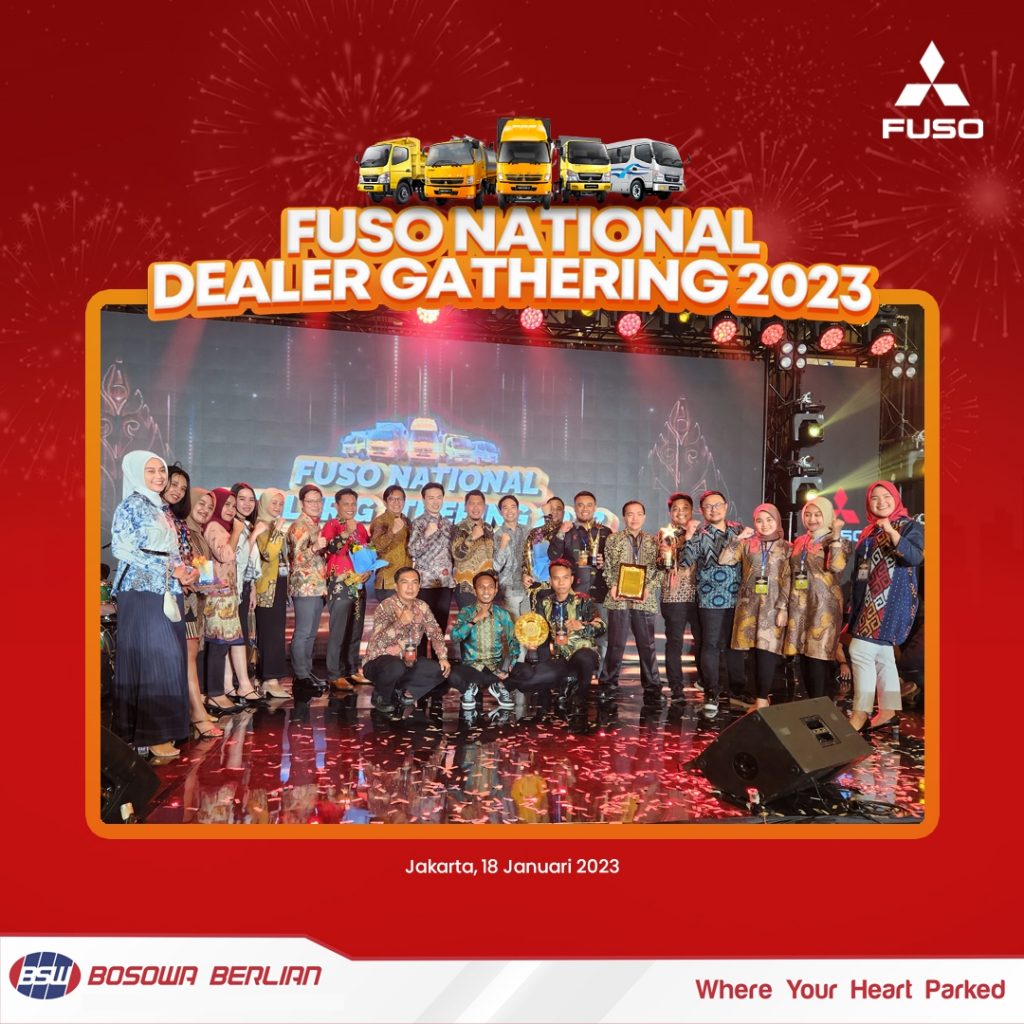 FUSO
FUSO NATIONAL
DEALER GATHERING 2023
FUSO NATIONAL
FUSO
Jakarta, 18 Januari 2023
BSW BOSOWA BERLIAN
Where Your Heart Parked